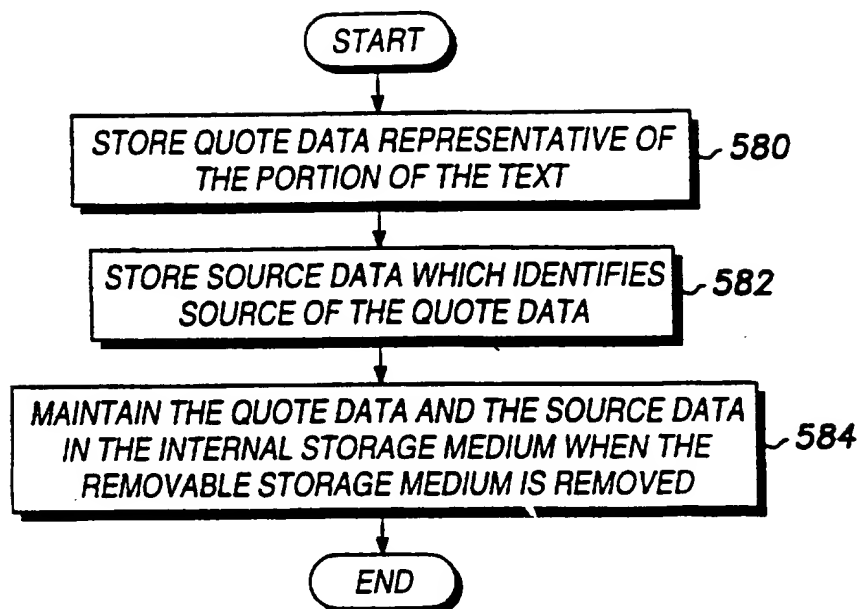 START
STORE QUOTE DATA REPRESENTATIVE OF
THE PORTION OF THE TEXT
580
STORE SOURCE DATA WHICH IDENTIFIES
SOURCE OF THE QUOTE DATA
582
MAINTAIN THE QUOTE DATA AND THE SOURCE DATA
IN THE INTERNAL STORAGE MEDIUM WHEN THE
REMOVABLE STORAGE MEDIUM IS REMOVED
584
END